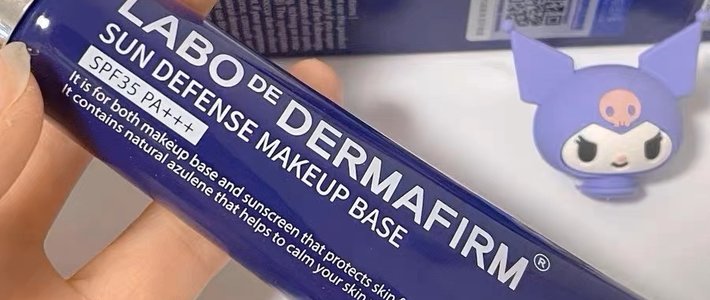 LABO DE DERMAFIRM®
SUN DEFENSE MAKEUP BASE
SPF35 PA+++
It is for both makeup base and sunscreen that protects skin
It contains natural azulene that helps to calm your skin